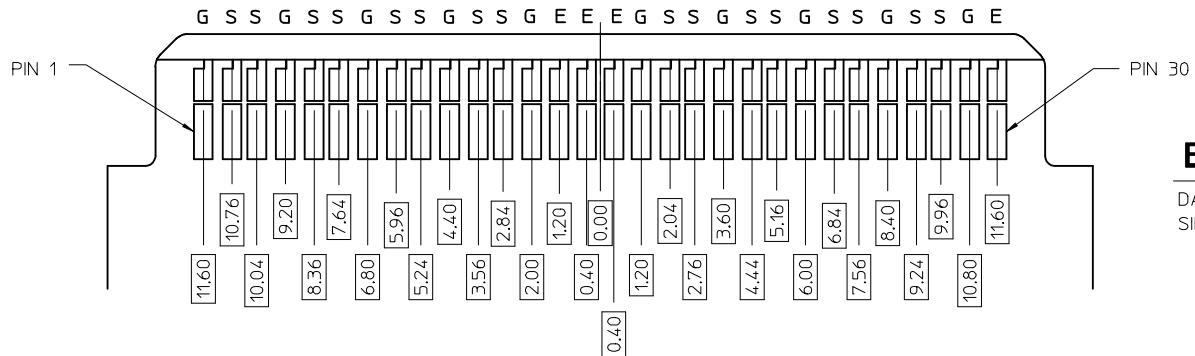 G S S G S S G S S G S S G E E E G S S G S S G S S G S S G E
PIN 1
PIN 30
10.76 9.20 7.64 5.96 4.40 2.84 1.20 0.00 2.04 3.60 5.16 6.84 8.40 9.96 11.60
11.60 10.04 8.36 6.80 5.24 3.56 2.00 0.40 1.20 2.76 4.44 6.00 7.56 9.24 10.80
0.40